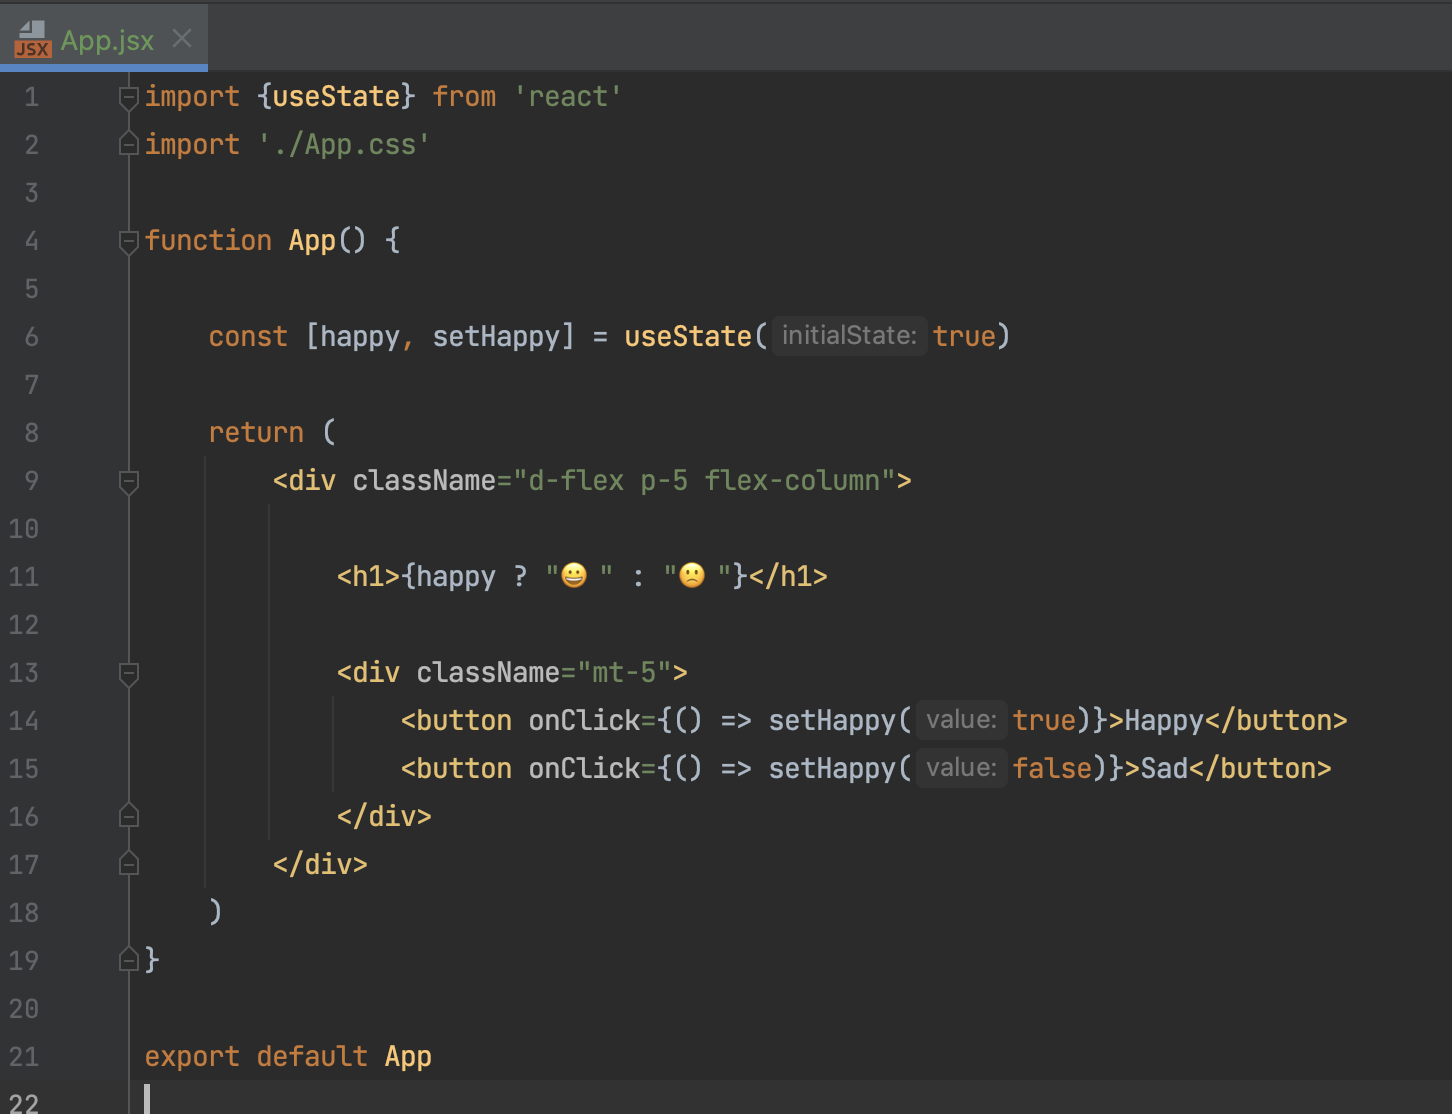 JSX App.jsx
1 import {useState} from 'react'
2 import './App.css'
3
4 function App() {
5
6 const [happy, setHappy] = useState( initialState: true)
7
8 return (
9 <div className="d-flex p-5 flex-column">
10
11 <h1>{happy ? "😀 " : "🙁 "}</h1>
12
13 <div className="mt-5">
14 <button onClick={() => setHappy( value: true)}>Happy</button>
15 <button onClick={() => setHappy( value: false)}>Sad</button>
16 </div>
17 </div>
18 )
19 }
20
21 export default App
22